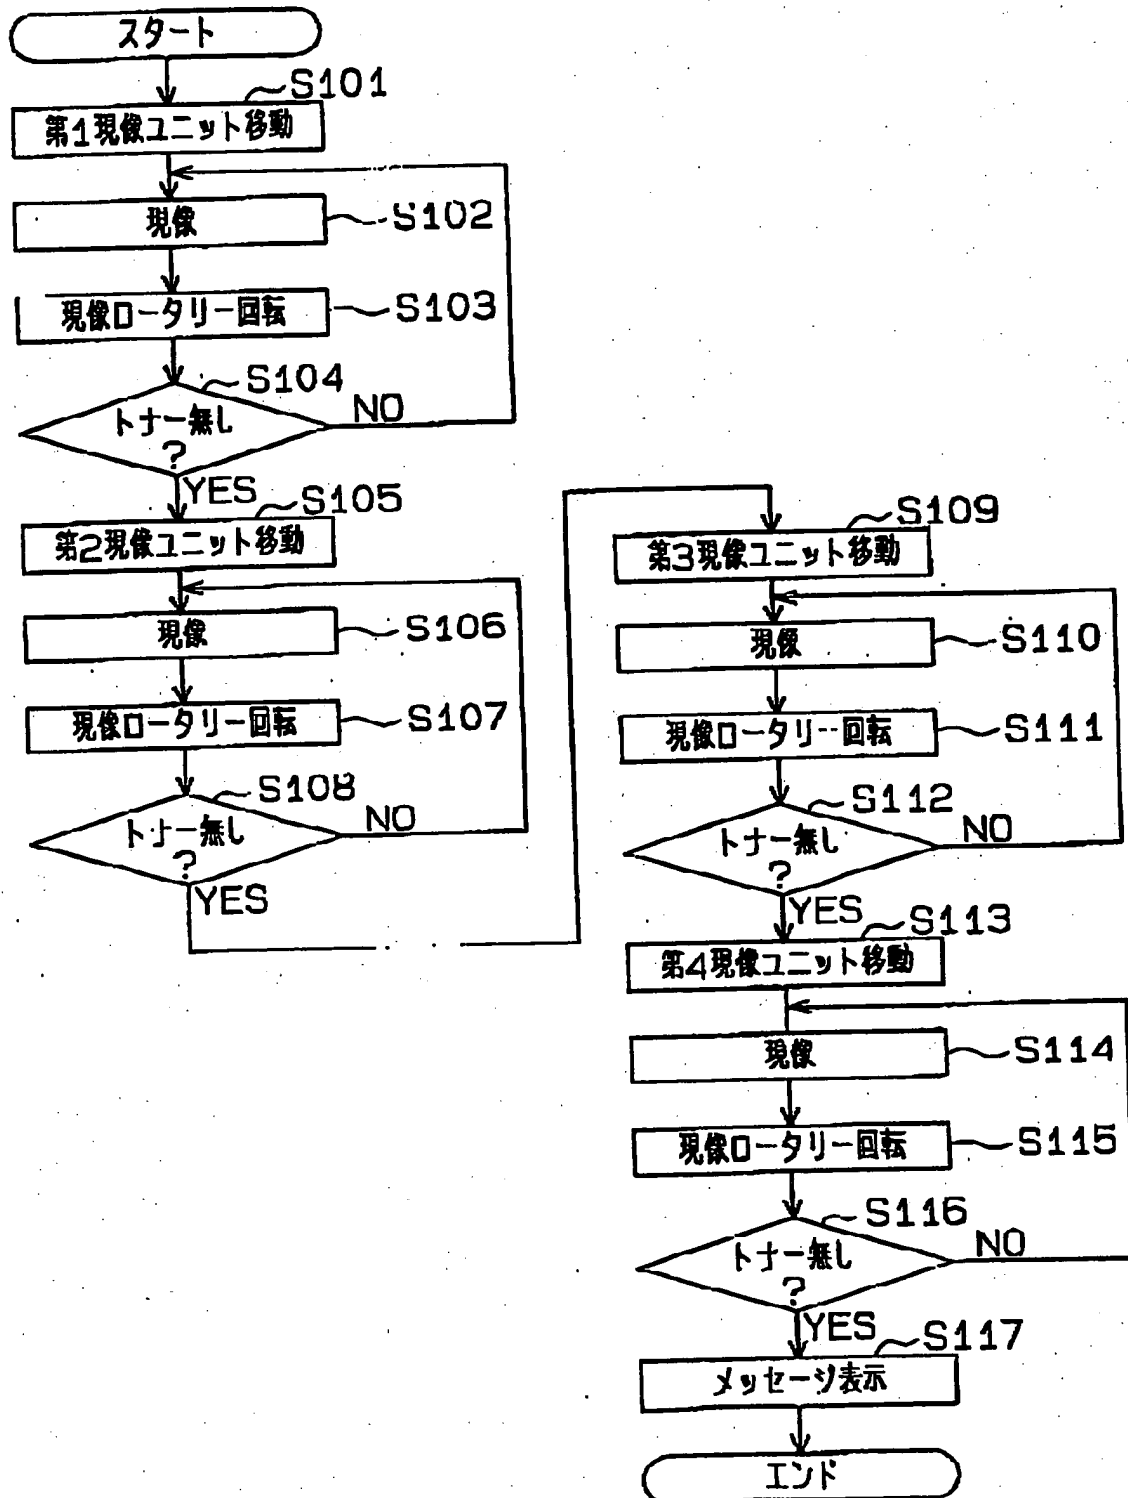 スタート
S101
第1現像ユニット移動
現像
S102
現像ロータリー回転
S103
S104
トナー無し
?
NO
YES
S105
第2現像ユニット移動
現像
S106
現像ロータリー回転
S107
S108
トナー無し
?
NO
YES
S109
第3現像ユニット移動
現像
S110
現像ロータリー回転
S111
S112
トナー無し
?
NO
YES
S113
第4現像ユニット移動
現像
S114
現像ロータリー回転
S115
S116
トナー無し
?
NO
YES
S117
メッセージ表示
エンド